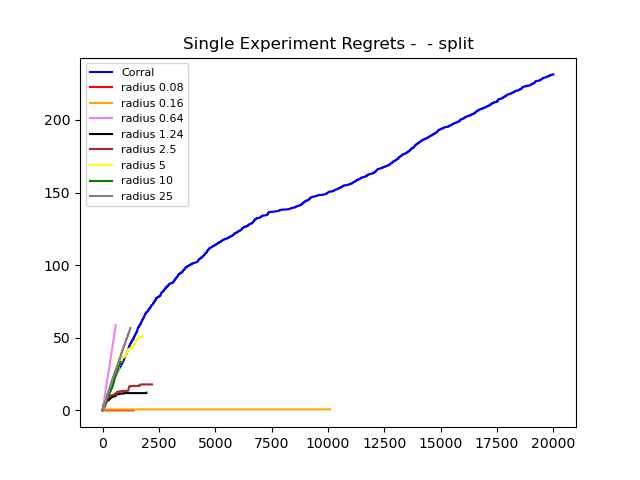 Single Experiment Regrets -  - split
Corral
radius 0.08
radius 0.16
radius 0.64
radius 1.24
radius 2.5
radius 5
radius 10
radius 25
200
150
100
50
0
0 2500 5000 7500 10000 12500 15000 17500 20000